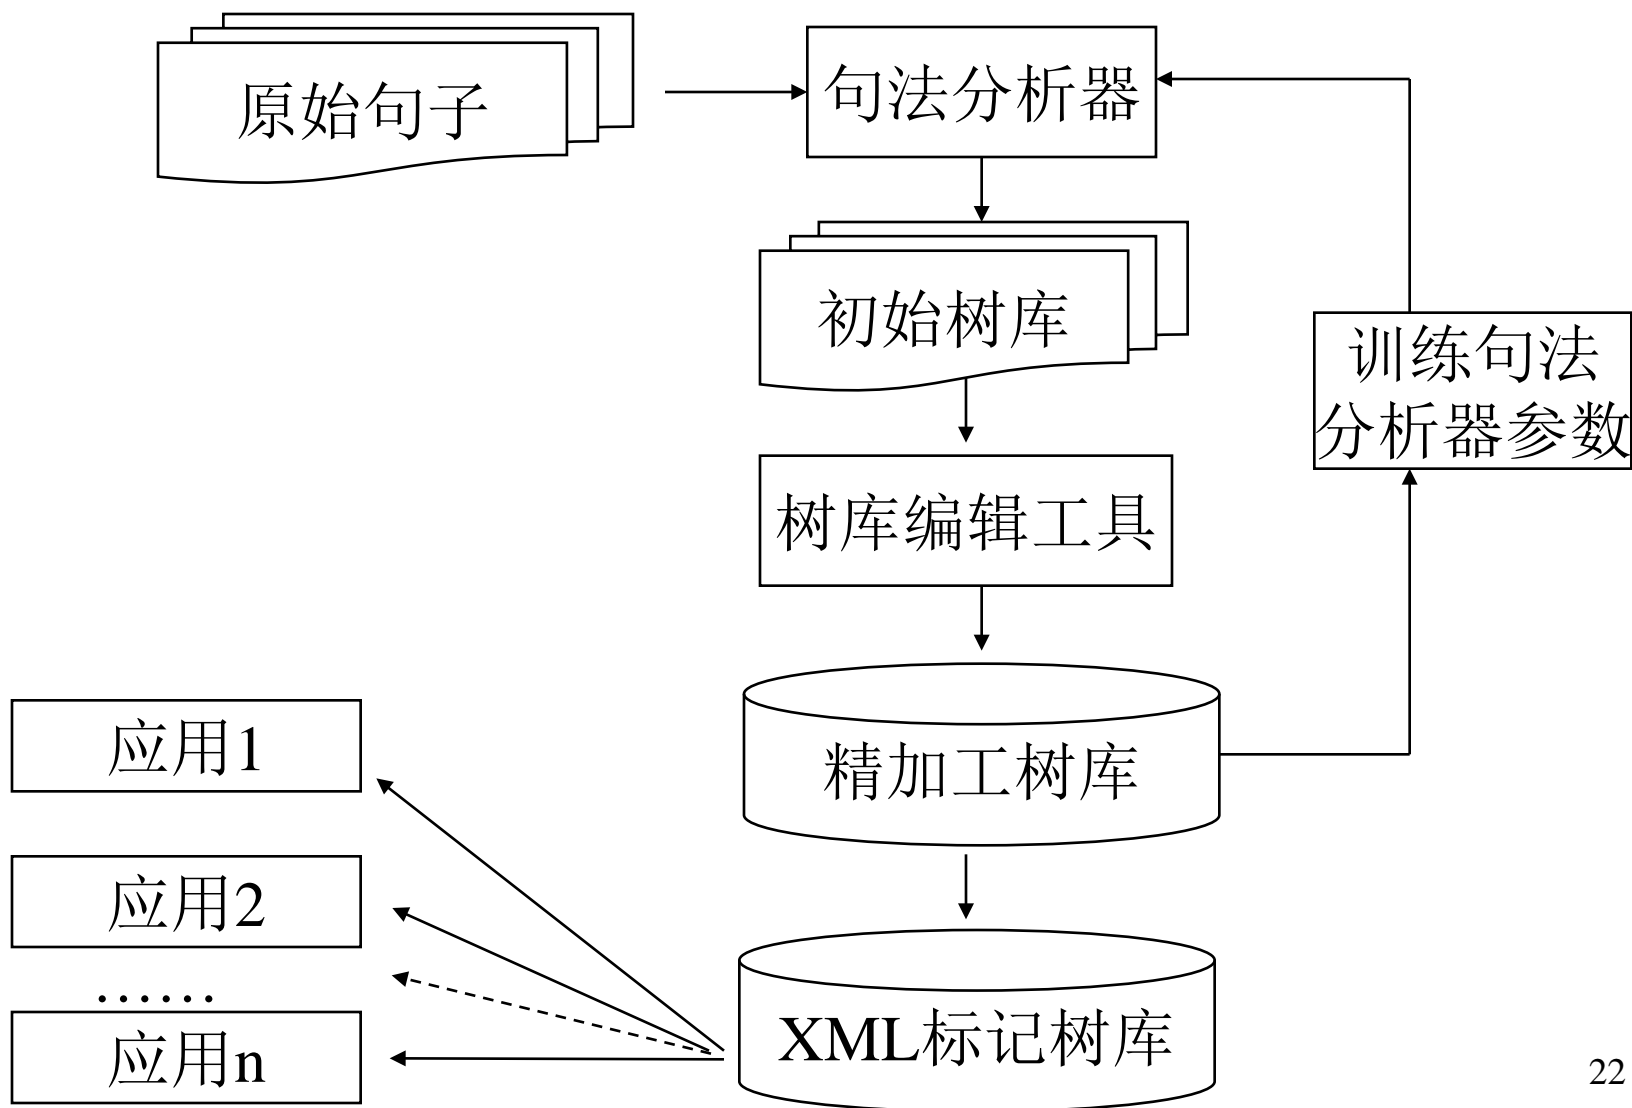 原始句子
句法分析器
初始树库
训练句法
分析器参数
树库编辑工具
精加工树库
应用1
应用2
……
应用n
XML标记树库
22